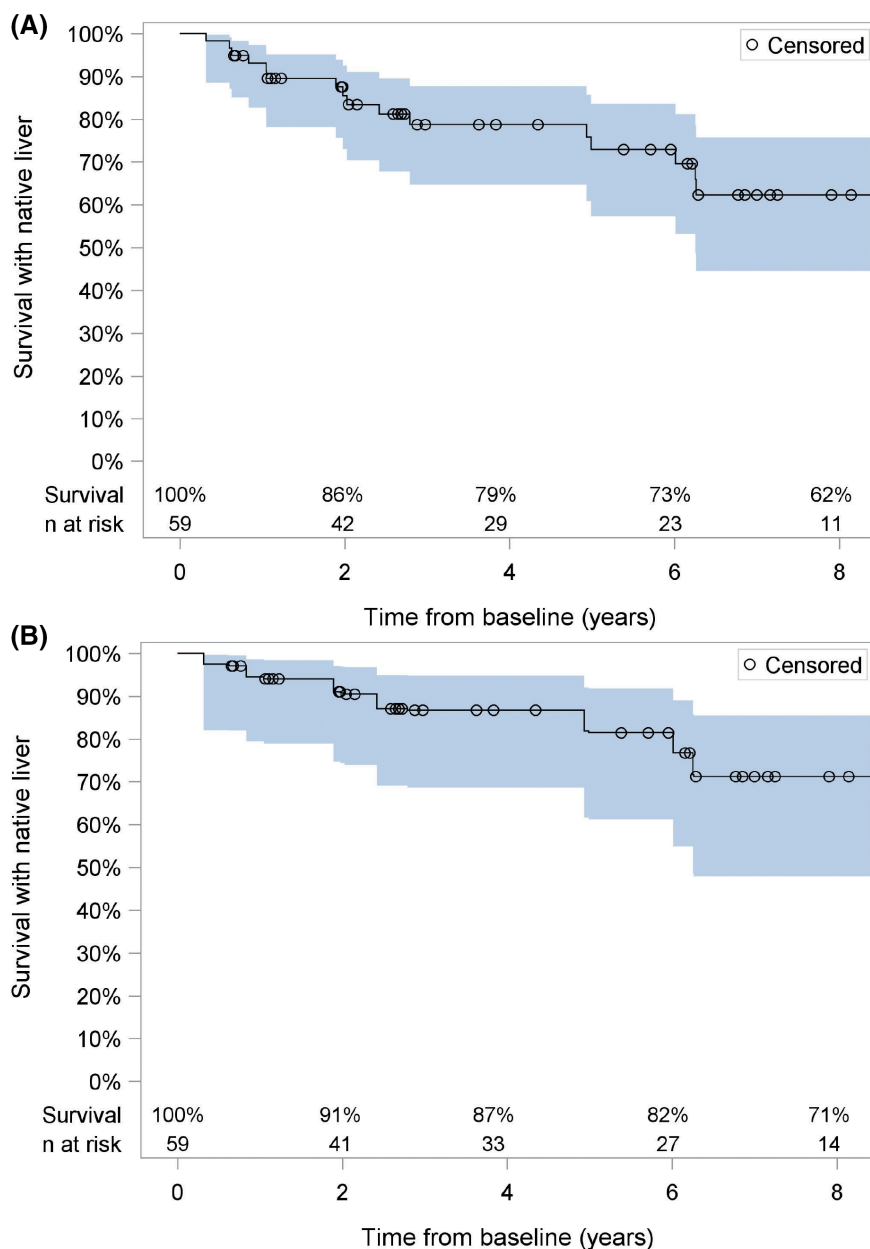 (A)
Censored
100%
90%
80%
70%
60%
50%
40%
30%
20%
10%
0%
Survival with native liver
Survival 100% 86% 79% 73% 62%
n at risk 59 42 29 23 11
0 2 4 6 8
Time from baseline (years)
(B)
Censored
100%
90%
80%
70%
60%
50%
40%
30%
20%
10%
0%
Survival with native liver
Survival 100% 91% 87% 82% 71%
n at risk 59 41 33 27 14
0 2 4 6 8
Time from baseline (years)